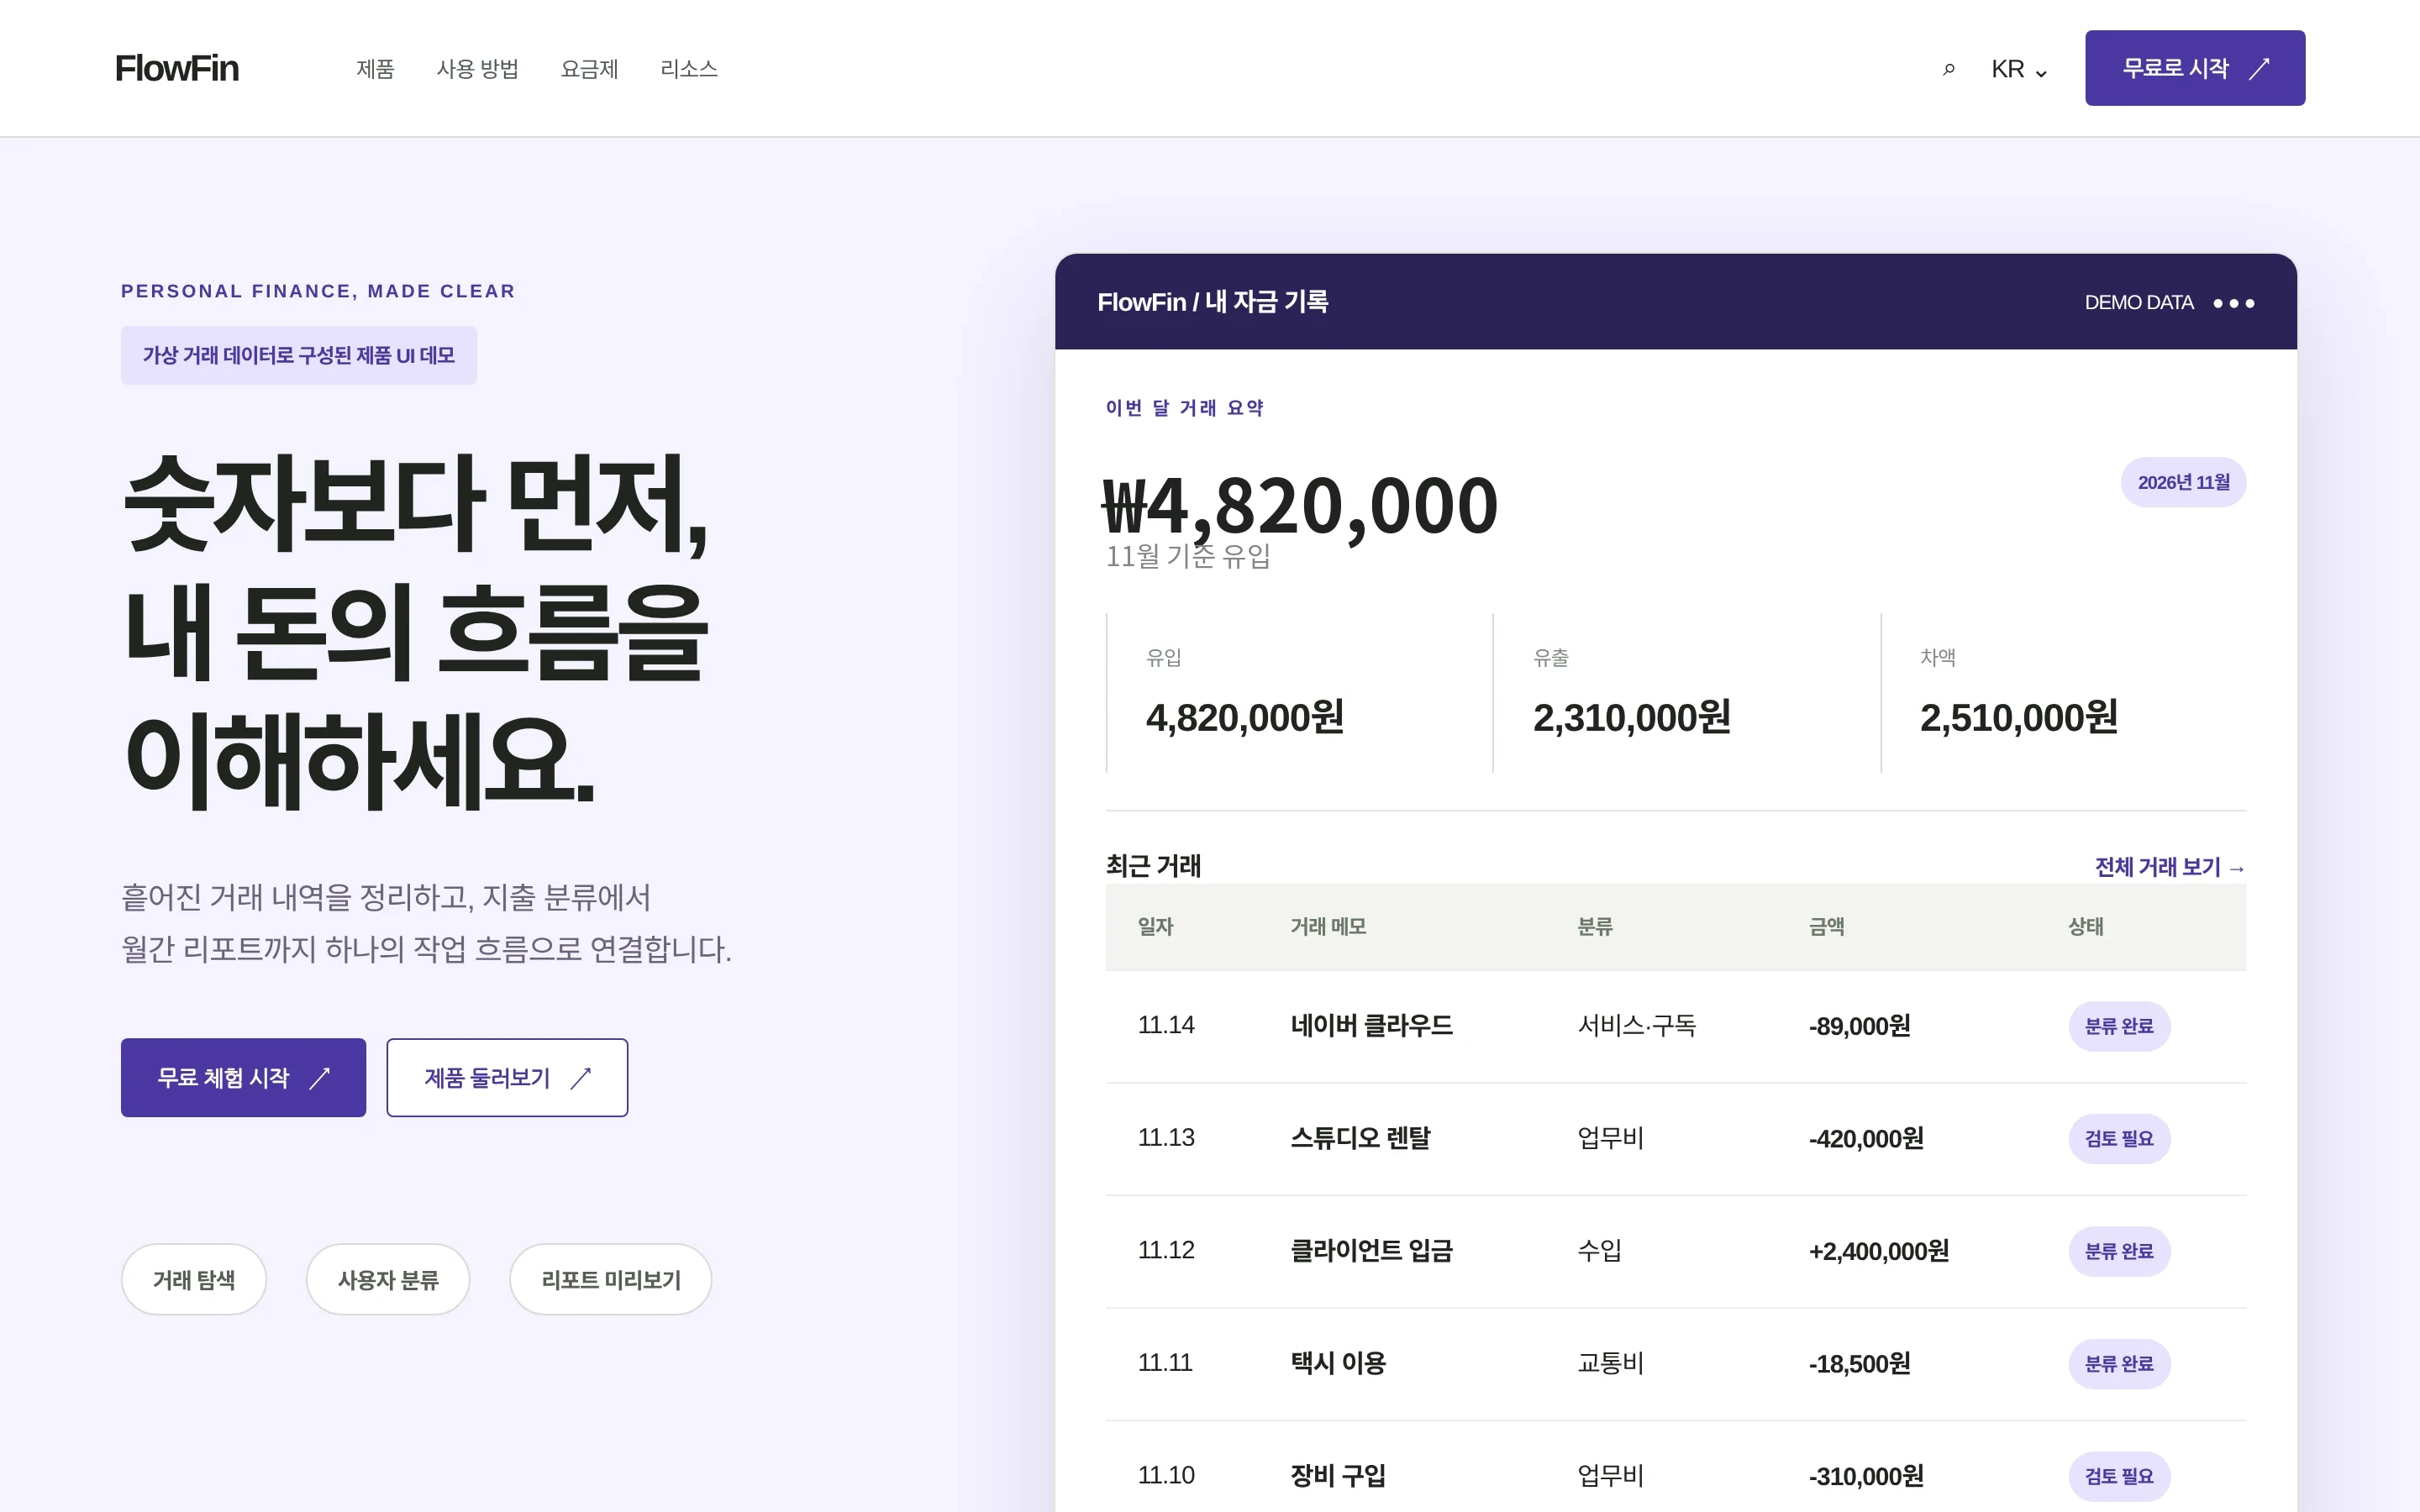 FlowFin
제품
사용 방법
요금제
리소스
KR
무료로 시작
PERSONAL FINANCE, MADE CLEAR
가상 거래 데이터로 구성된 제품 UI 데모
숫자보다 먼저,
내 돈의 흐름을
이해하세요.
흩어진 거래 내역을 정리하고, 지출 분류에서
월간 리포트까지 하나의 작업 흐름으로 연결합니다.
무료 체험 시작
제품 둘러보기
거래 탐색
사용자 분류
리포트 미리보기
FlowFin / 내 자금 기록
DEMO DATA
이번 달 거래 요약
₩4,820,000
2026년 11월
11월 기준 유입
유입
4,820,000원
유출
2,310,000원
차액
2,510,000원
최근 거래
전체 거래 보기 →
일자 거래 메모 분류 금액 상태
11.14 네이버 클라우드 서비스·구독 -89,000원 분류 완료
11.13 스튜디오 렌탈 업무비 -420,000원 검토 필요
11.12 클라이언트 입금 수입 +2,400,000원 분류 완료
11.11 택시 이용 교통비 -18,500원 분류 완료
11.10 장비 구입 업무비 -310,000원 검토 필요